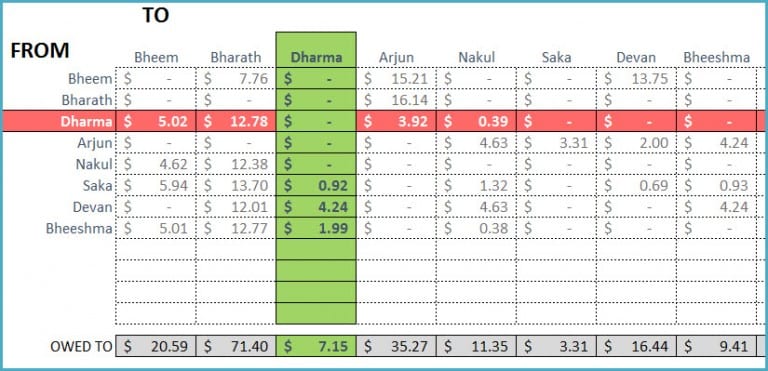 TO
FROM
Bheem Bharath Dharma Arjun Nakul Saka Devan Bheeshma
Bheem $ - $ 7.76 $ - $ 15.21 $ - $ - $ 13.75 $ -
Bharath $ - $ - $ - $ 16.14 $ - $ - $ - $ -
Dharma $ 5.02 $ 12.78 $ - $ 3.92 $ 0.39 $ - $ - $ -
Arjun $ - $ - $ - $ - $ 4.63 $ 3.31 $ 2.00 $ 4.24
Nakul $ 4.62 $ 12.38 $ - $ - $ - $ - $ - $ -
Saka $ 5.94 $ 13.70 $ 0.92 $ - $ 1.32 $ - $ 0.69 $ 0.93
Devan $ - $ 12.01 $ 4.24 $ - $ 4.63 $ - $ - $ 4.24
Bheeshma $ 5.01 $ 12.77 $ 1.99 $ - $ 0.38 $ - $ - $ -
OWED TO $ 20.59 $ 71.40 $ 7.15 $ 35.27 $ 11.35 $ 3.31 $ 16.44 $ 9.41